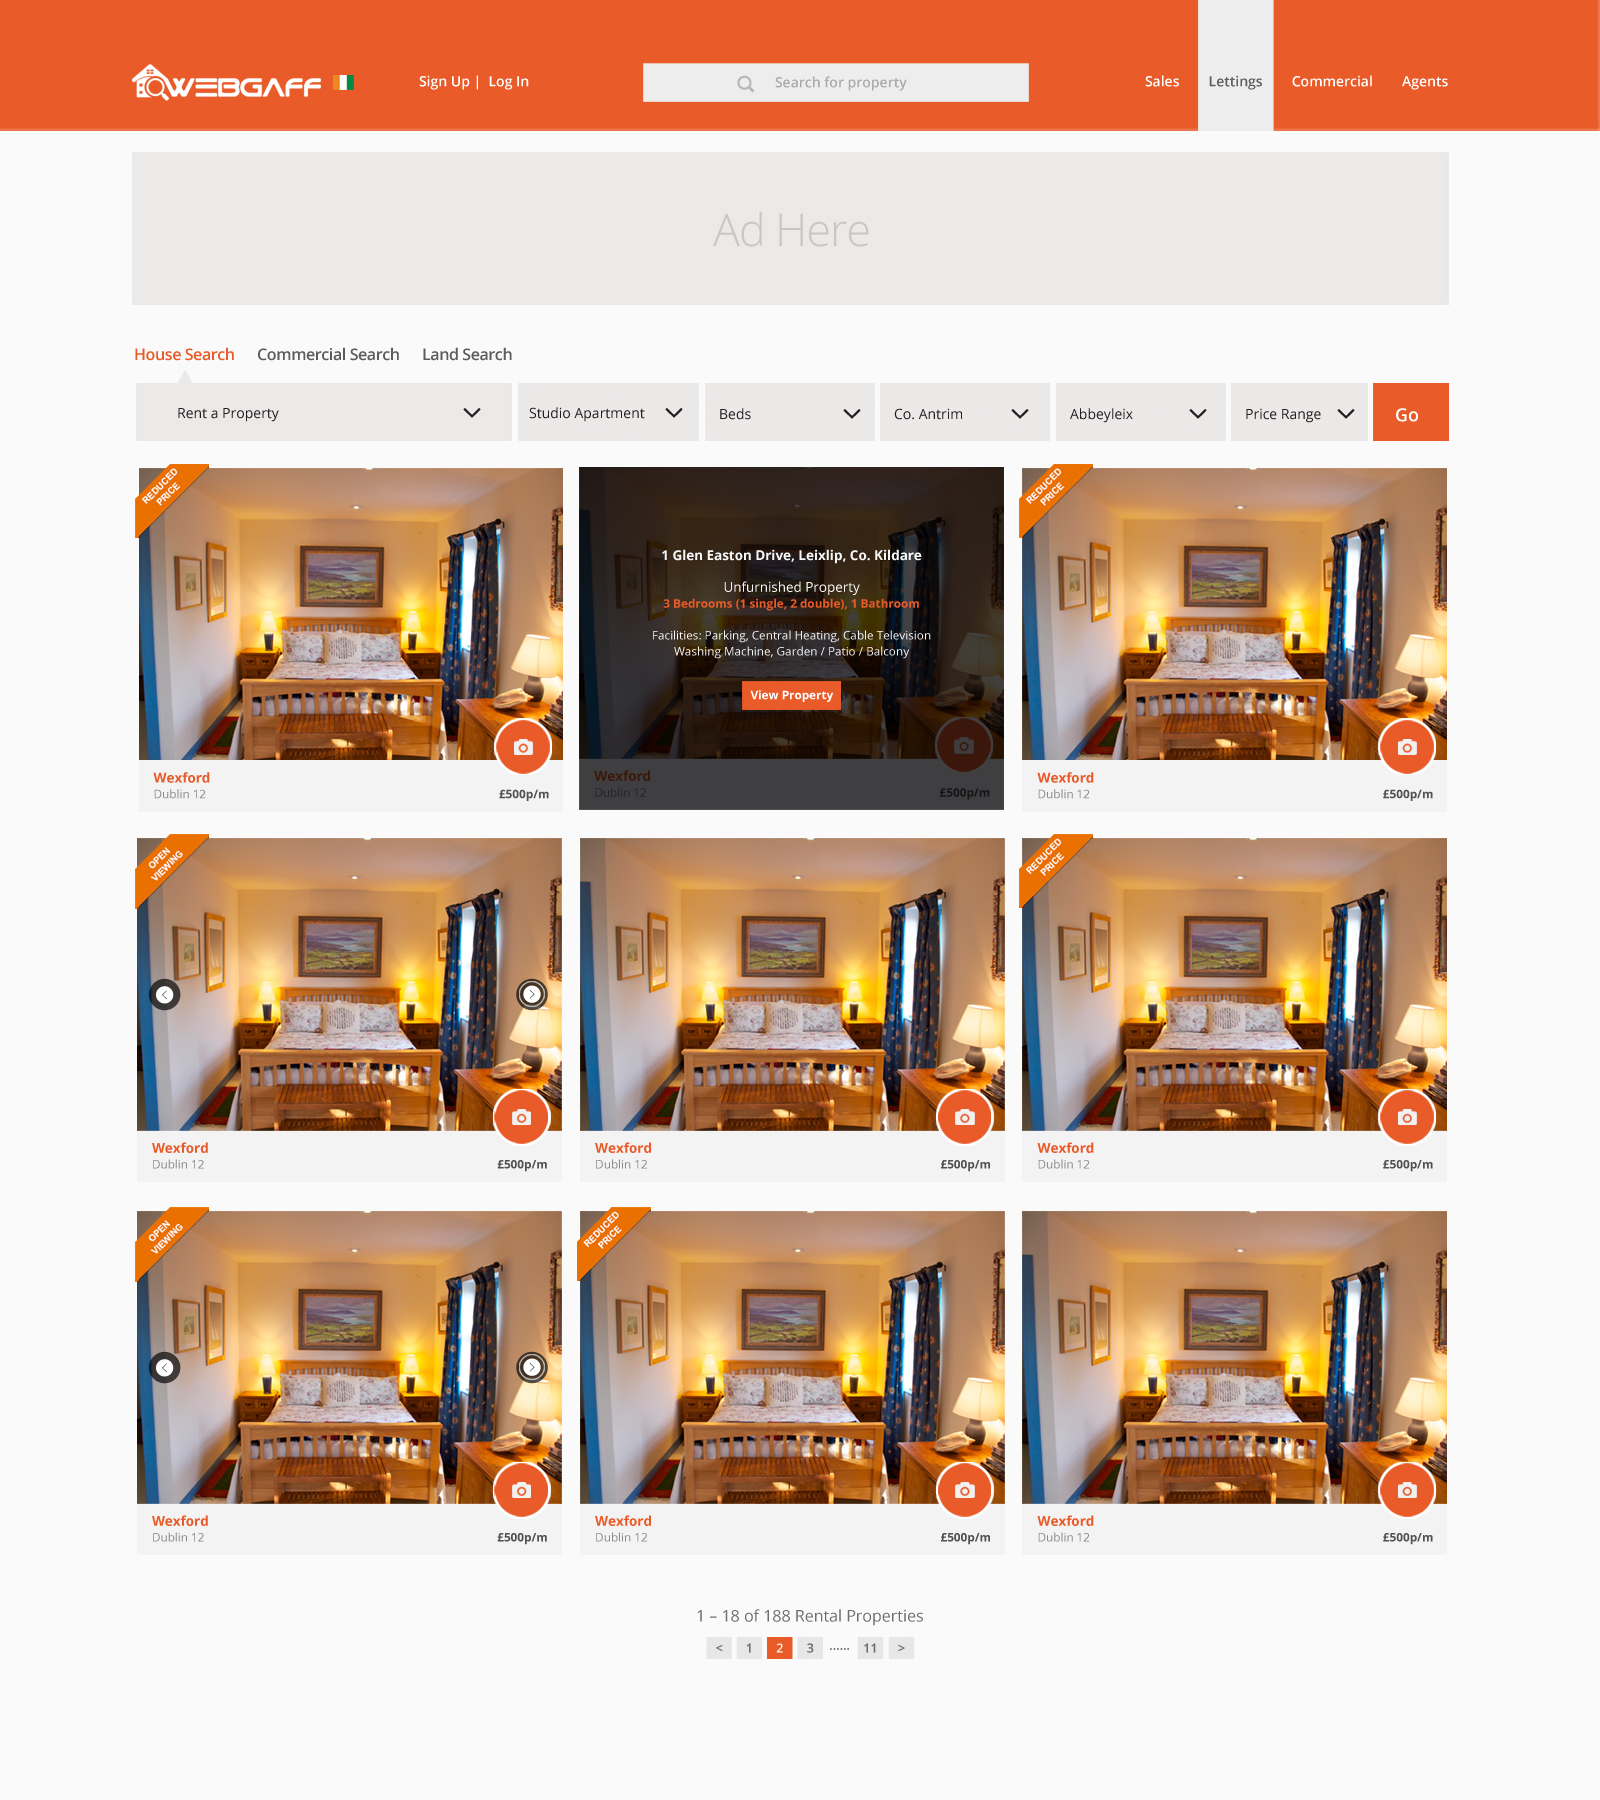 WEBGAFF
Sign Up | Log In
Search for property
Sales
Lettings
Commercial
Agents
Ad Here
House Search
Commercial Search
Land Search
Rent a Property
Studio Apartment
Beds
Co. Antrim
Abbeyleix
Price Range
Go
REDUCED
PRICE
Wexford
Dublin 12
£500p/m
1 Glen Easton Drive, Leixlip, Co. Kildare
Unfurnished Property
3 Bedrooms (1 single, 2 double), 1 Bathroom
Facilities: Parking, Central Heating, Cable Television
Washing Machine, Garden / Patio / Balcony
View Property
Wexford
Dublin 12
£500p/m
REDUCED
PRICE
Wexford
Dublin 12
£500p/m
OPEN
VIEWING
Wexford
Dublin 12
£500p/m
Wexford
Dublin 12
£500p/m
REDUCED
PRICE
Wexford
Dublin 12
£500p/m
OPEN
VIEWING
Wexford
Dublin 12
£500p/m
REDUCED
PRICE
Wexford
Dublin 12
£500p/m
Wexford
Dublin 12
£500p/m
1 – 18 of 188 Rental Properties
< 1 2 3 ...... 11 >